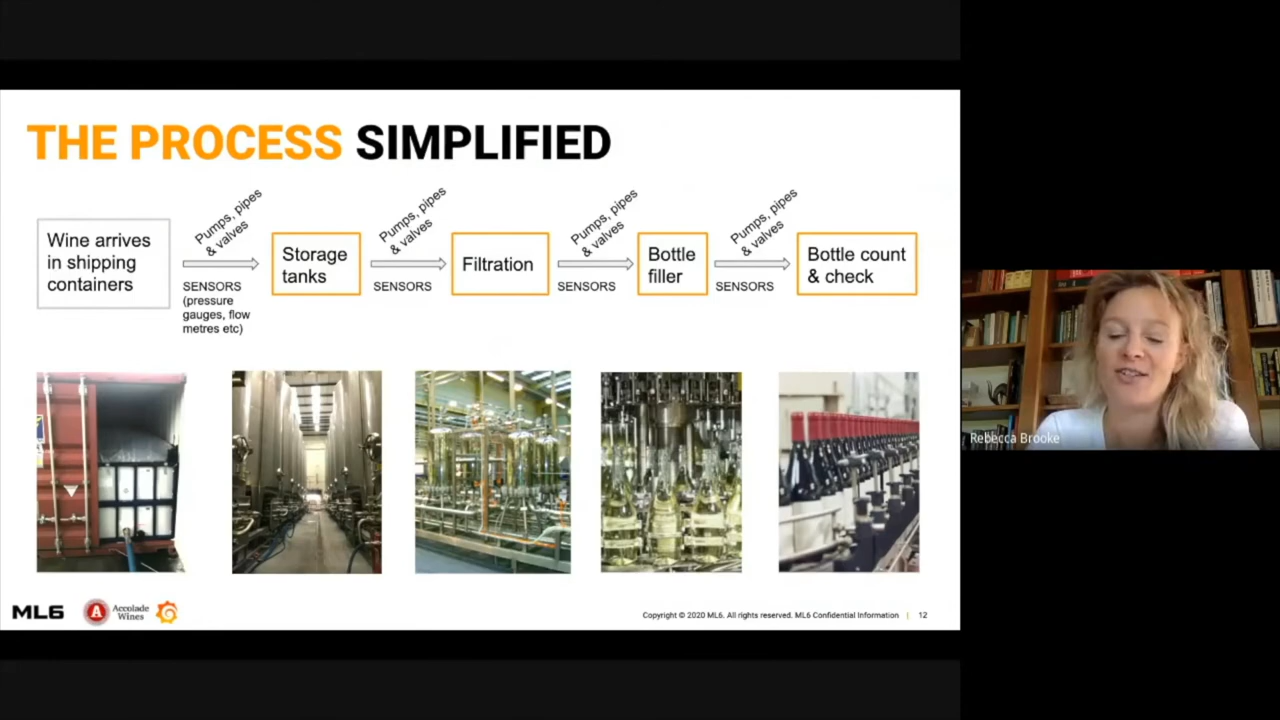 THE PROCESS SIMPLIFIED
Pumps, pipes
& valves
Pumps, pipes
& valves
Pumps, pipes
& valves
Pumps, pipes
& valves
Wine arrives
in shipping
containers
SENSORS
(pressure
gauges, flow
metres etc)
Storage
tanks
SENSORS
Filtration
SENSORS
Bottle
filler
SENSORS
Bottle count
& check
Rebecca Brooke
ML6
A
Accolade
Wines
Copyright © 2020 ML6. All rights reserved. ML6 Confidential Information | 12